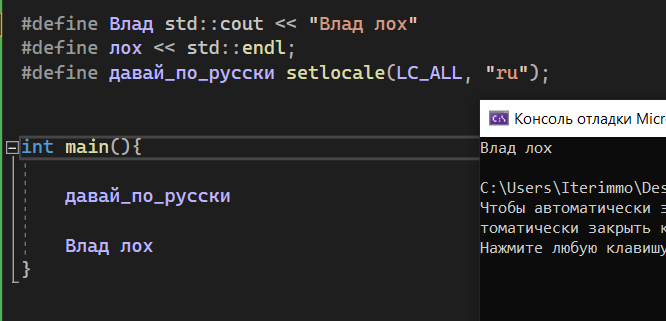 #define Влад std::cout << "Влад лох"
#define лох << std::endl;
#define давай_по_русски setlocale(LC_ALL, "ru");
int main(){
давай_по_русски
Влад лох
}
Консоль отладки Micro
Влад лох
C:\Users\Iterimmo\Des
Чтобы автоматически з
томатически закрыть к
Нажмите любую клавишу